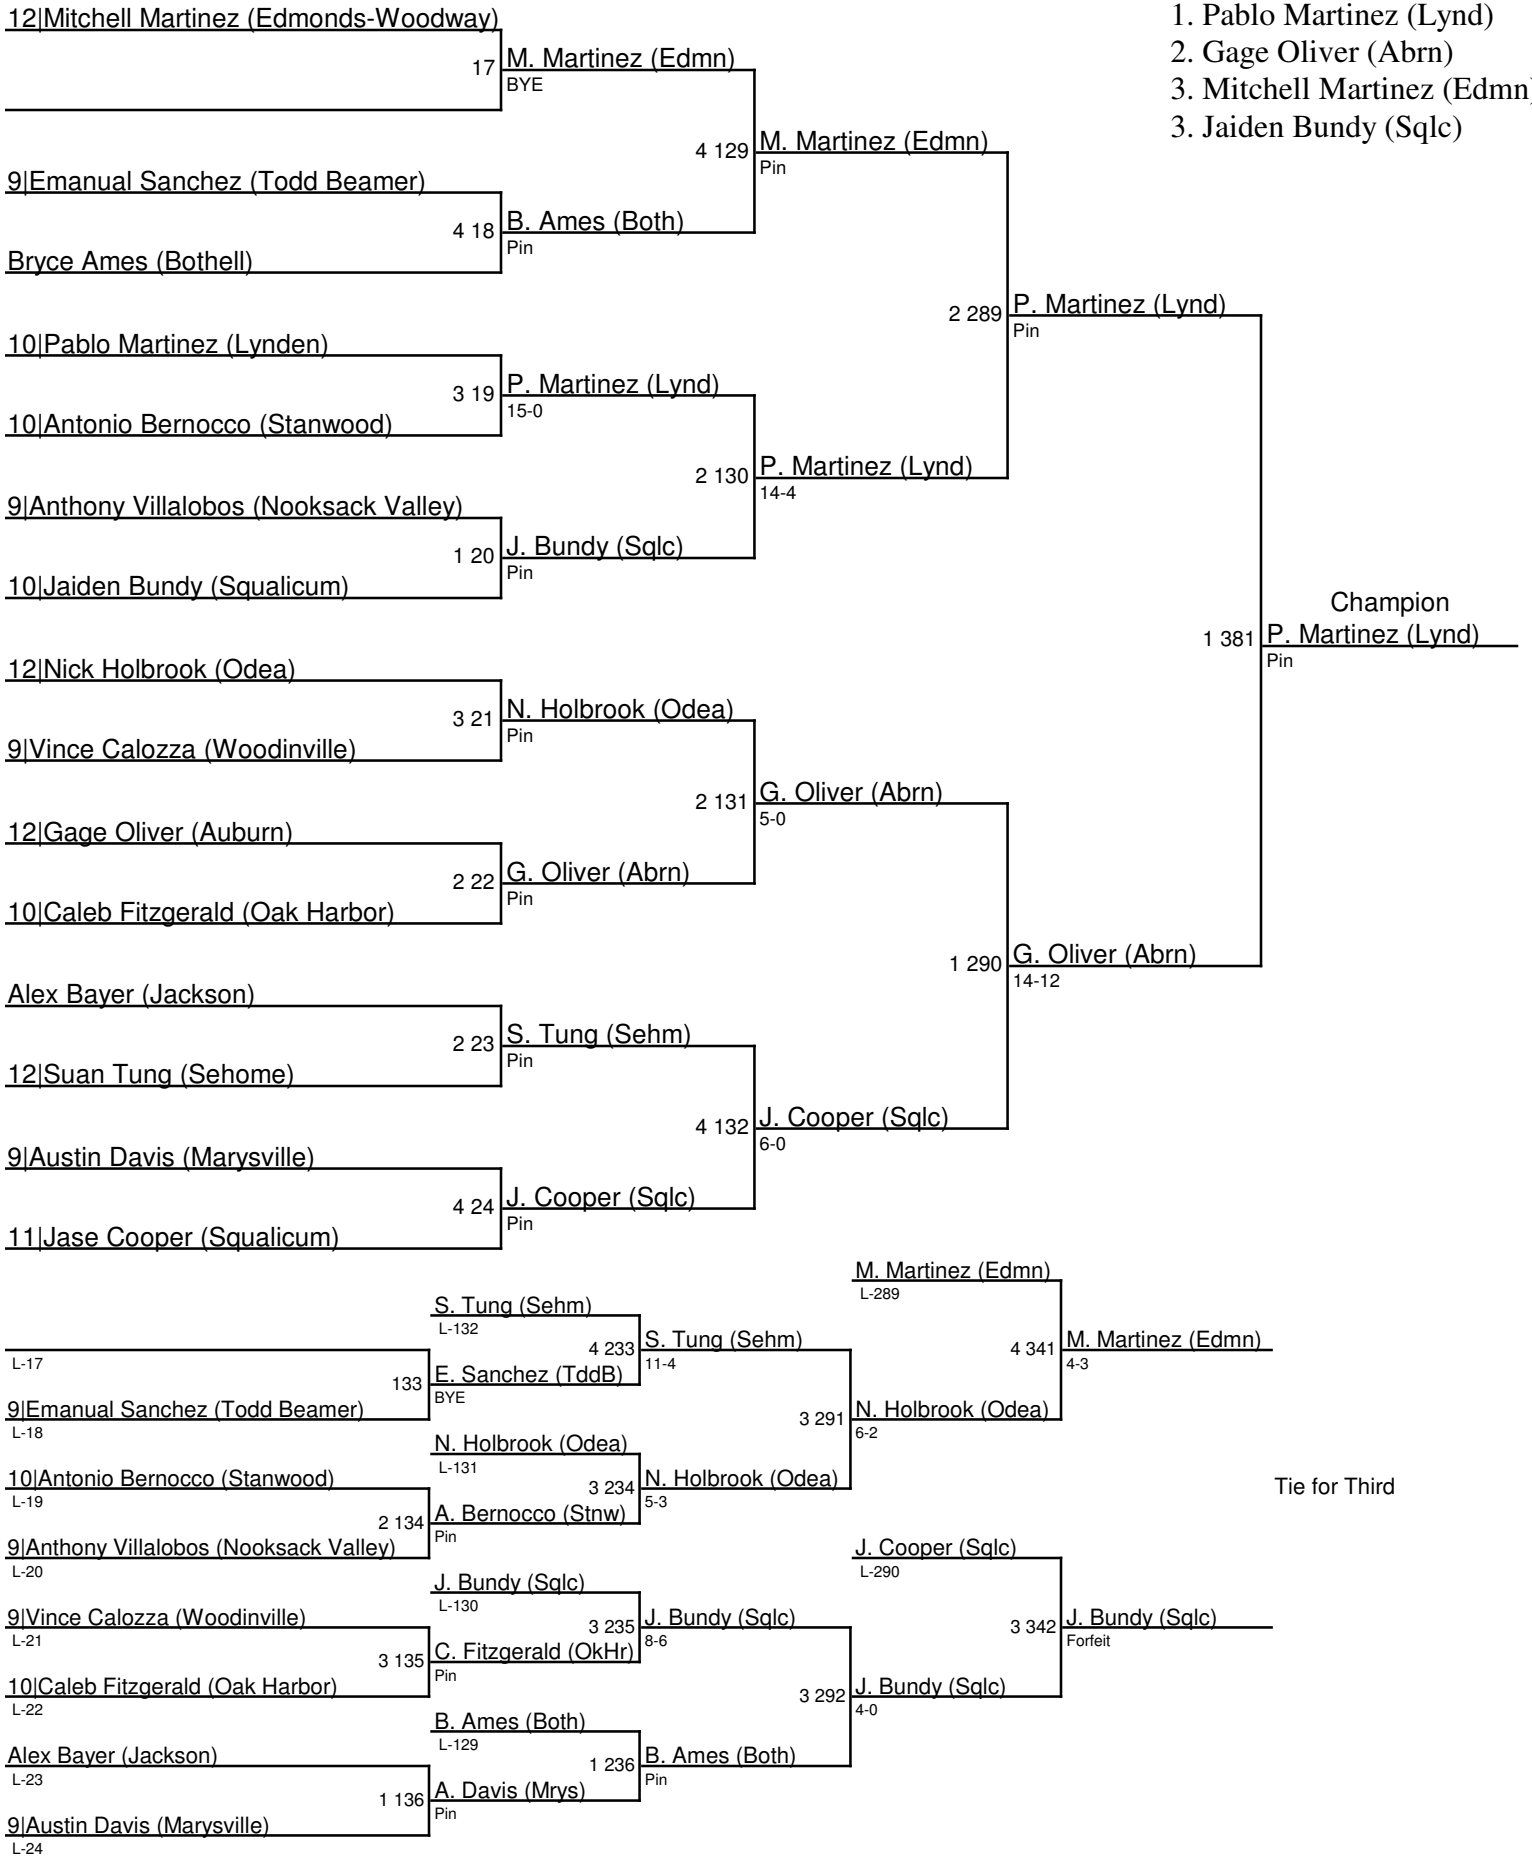 12|Mitchell Martinez (Edmonds-Woodway)
17
M. Martinez (Edmn)
BYE
4 129
M. Martinez (Edmn)
Pin
9|Emanual Sanchez (Todd Beamer)
4 18
B. Ames (Both)
Pin
Bryce Ames (Bothell)
2 289
P. Martinez (Lynd)
Pin
10|Pablo Martinez (Lynden)
3 19
P. Martinez (Lynd)
15-0
10|Antonio Bernocco (Stanwood)
2 130
P. Martinez (Lynd)
14-4
9|Anthony Villalobos (Nooksack Valley)
1 20
J. Bundy (Sqlc)
Pin
10|Jaiden Bundy (Squalicum)
Champion
1 381
P. Martinez (Lynd)
Pin
12|Nick Holbrook (Odea)
3 21
N. Holbrook (Odea)
Pin
9|Vince Calozza (Woodinville)
2 131
G. Oliver (Abrn)
5-0
12|Gage Oliver (Auburn)
2 22
G. Oliver (Abrn)
Pin
10|Caleb Fitzgerald (Oak Harbor)
1 290
G. Oliver (Abrn)
14-12
Alex Bayer (Jackson)
2 23
S. Tung (Sehm)
Pin
12|Suan Tung (Sehome)
4 132
J. Cooper (Sqlc)
6-0
9|Austin Davis (Marysville)
4 24
J. Cooper (Sqlc)
Pin
11|Jase Cooper (Squalicum)
1. Pablo Martinez (Lynd)
2. Gage Oliver (Abrn)
3. Mitchell Martinez (Edmn)
3. Jaiden Bundy (Sqlc)
M. Martinez (Edmn)
L-289
S. Tung (Sehm)
L-132
4 233
S. Tung (Sehm)
11-4
4 341
M. Martinez (Edmn)
4-3
L-17
133
E. Sanchez (TddB)
BYE
9|Emanual Sanchez (Todd Beamer)
L-18
3 291
N. Holbrook (Odea)
6-2
N. Holbrook (Odea)
L-131
10|Antonio Bernocco (Stanwood)
L-19
3 234
N. Holbrook (Odea)
5-3
Tie for Third
2 134
A. Bernocco (Stnw)
Pin
9|Anthony Villalobos (Nooksack Valley)
L-20
J. Cooper (Sqlc)
L-290
J. Bundy (Sqlc)
L-130
9|Vince Calozza (Woodinville)
L-21
3 235
J. Bundy (Sqlc)
8-6
3 342
J. Bundy (Sqlc)
Forfeit
3 135
C. Fitzgerald (OkHr)
Pin
10|Caleb Fitzgerald (Oak Harbor)
L-22
3 292
J. Bundy (Sqlc)
4-0
B. Ames (Both)
L-129
Alex Bayer (Jackson)
L-23
1 236
B. Ames (Both)
Pin
1 136
A. Davis (Mrys)
Pin
9|Austin Davis (Marysville)
L-24